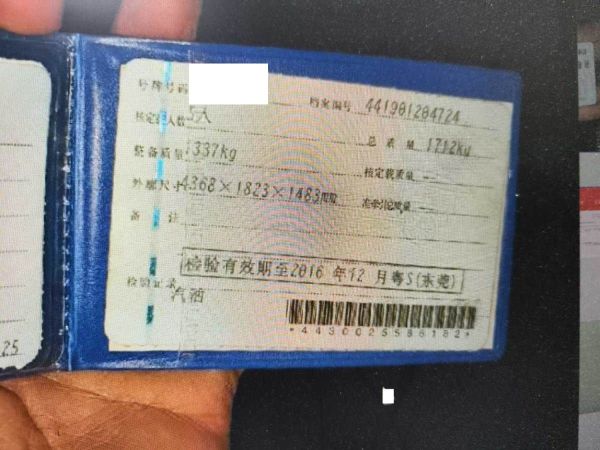 号牌号码
档案编号 441901204724
核定载人数 5人
总质量 1712kg
整备质量 1337kg
核定载质量 --
外廓尺寸 4368×1823×1483mm
准牵引总质量 --
备注
检验有效期至2016年12月粤S(东莞)
检验记录
汽油
*4430025586182*
25